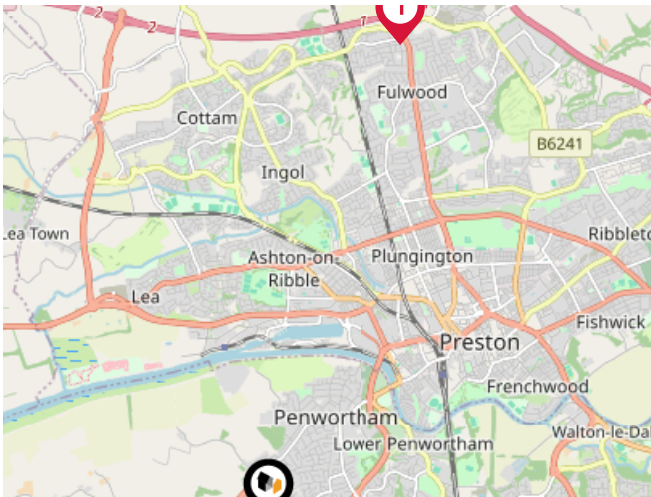 2
2
1
Fulwood
Cottam
B6241
Ingol
Lea Town
Ribbleto
Plungington
Ashton-on-
Ribble
Lea
Fishwick
Preston
Frenchwood
Penwortham
Lower Penwortham
Walton-le-Da